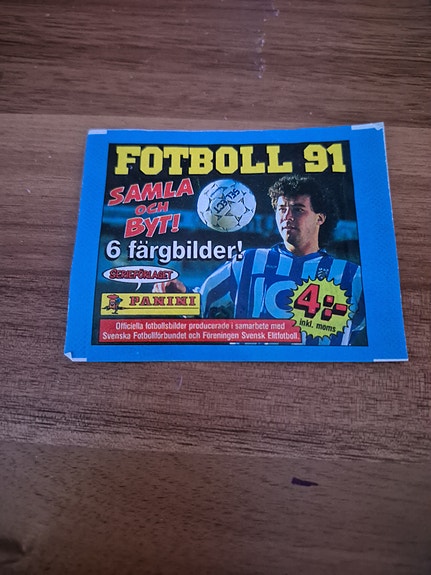 FOTBOLL 91
SAMLA
OCH
BYT!
6 färgbilder!
SERIEFÖRLAGET
PANINI
4:-
inkl. moms
Officiella fotbollsbilder producerade i samarbete med
Svenska Fotbollförbundet och Föreningen Svensk Elitfotboll.